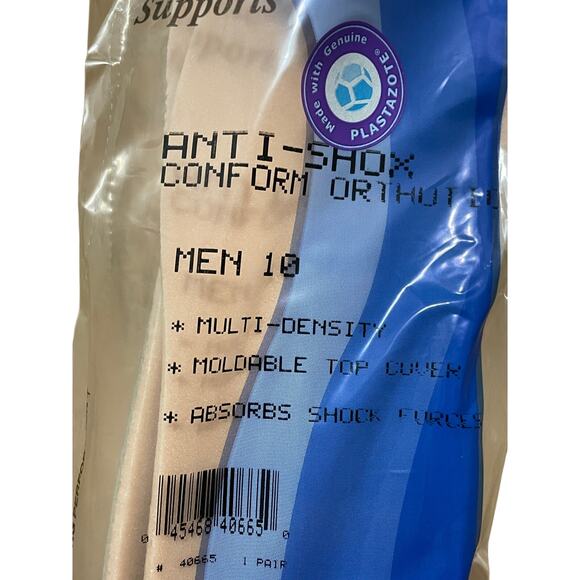 Supports
Made with Genuine
PLASTAZOTE®
ANTI-SHOX
CONFORM ORTHOTIC
MEN 10
* MULTI-DENSITY
* MOLDABLE TOP COVER
* ABSORBS SHOCK FORCES
0 45468 40665 0
# 40665 1 PAIR